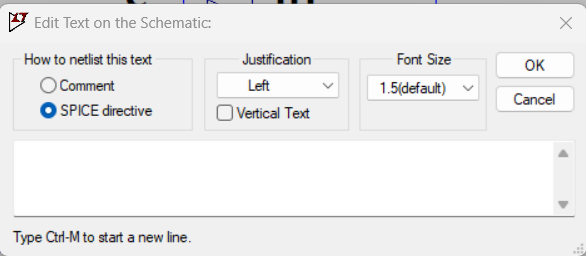 Edit Text on the Schematic:
How to netlist this text
Comment
SPICE directive
Justification
Left
Vertical Text
Font Size
1.5(default)
OK
Cancel
Type Ctrl-M to start a new line.